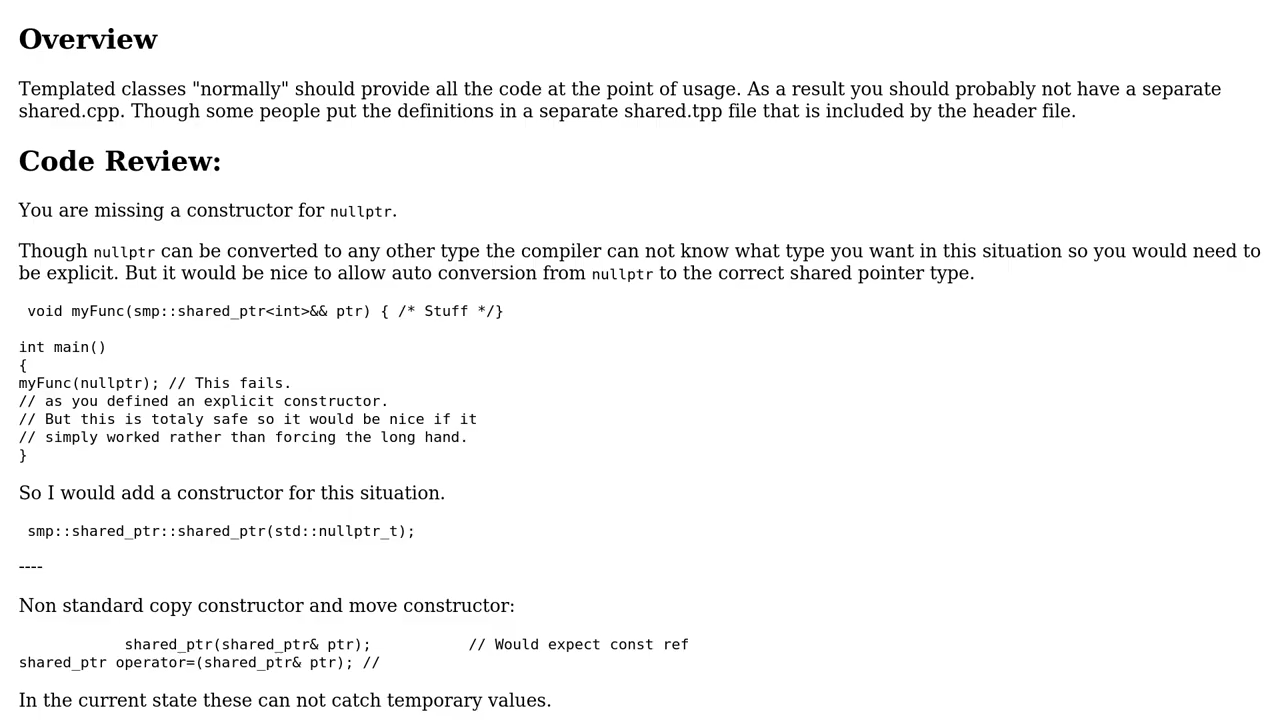 Overview
Templated classes "normally" should provide all the code at the point of usage. As a result you should probably not have a separate
shared.cpp. Though some people put the definitions in a separate shared.tpp file that is included by the header file.
Code Review:
You are missing a constructor for nullptr.
Though nullptr can be converted to any other type the compiler can not know what type you want in this situation so you would need to
be explicit. But it would be nice to allow auto conversion from nullptr to the correct shared pointer type.
void myFunc(smp::shared_ptr<int>&& ptr) { /* Stuff */}
int main()
{
myFunc(nullptr); // This fails.
// as you defined an explicit constructor.
// But this is totaly safe so it would be nice if it
// simply worked rather than forcing the long hand.
}
So I would add a constructor for this situation.
smp::shared_ptr::shared_ptr(std::nullptr_t);
----
Non standard copy constructor and move constructor:
shared_ptr(shared_ptr& ptr);           // Would expect const ref
shared_ptr operator=(shared_ptr& ptr); //
In the current state these can not catch temporary values.